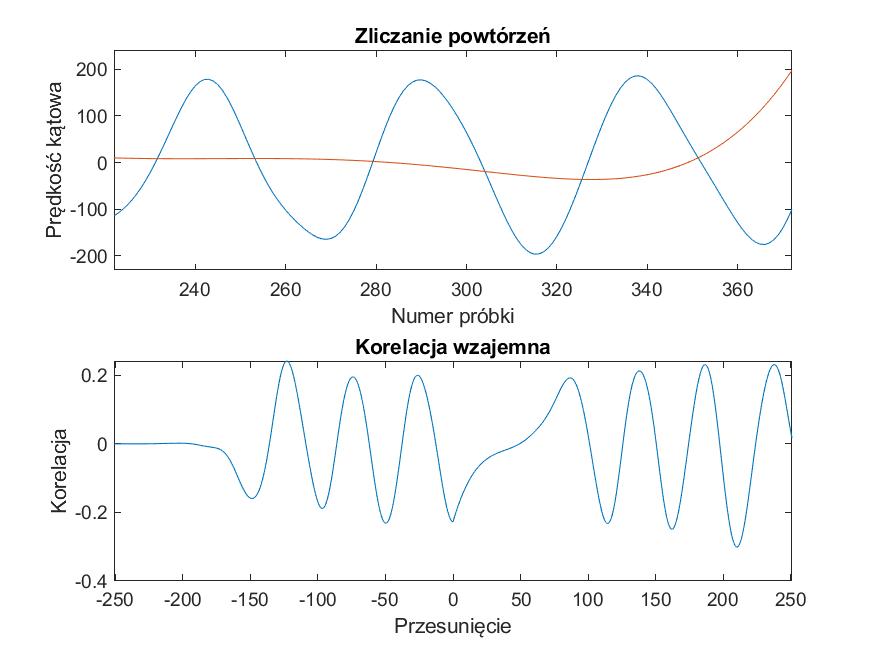 Zliczanie powtórzeń
200
100
0
-100
-200
Prędkość kątowa
240 260 280 300 320 340 360
Numer próbki
Korelacja wzajemna
0.2
0
-0.2
-0.4
Korelacja
-250 -200 -150 -100 -50 0 50 100 150 200 250
Przesunięcie